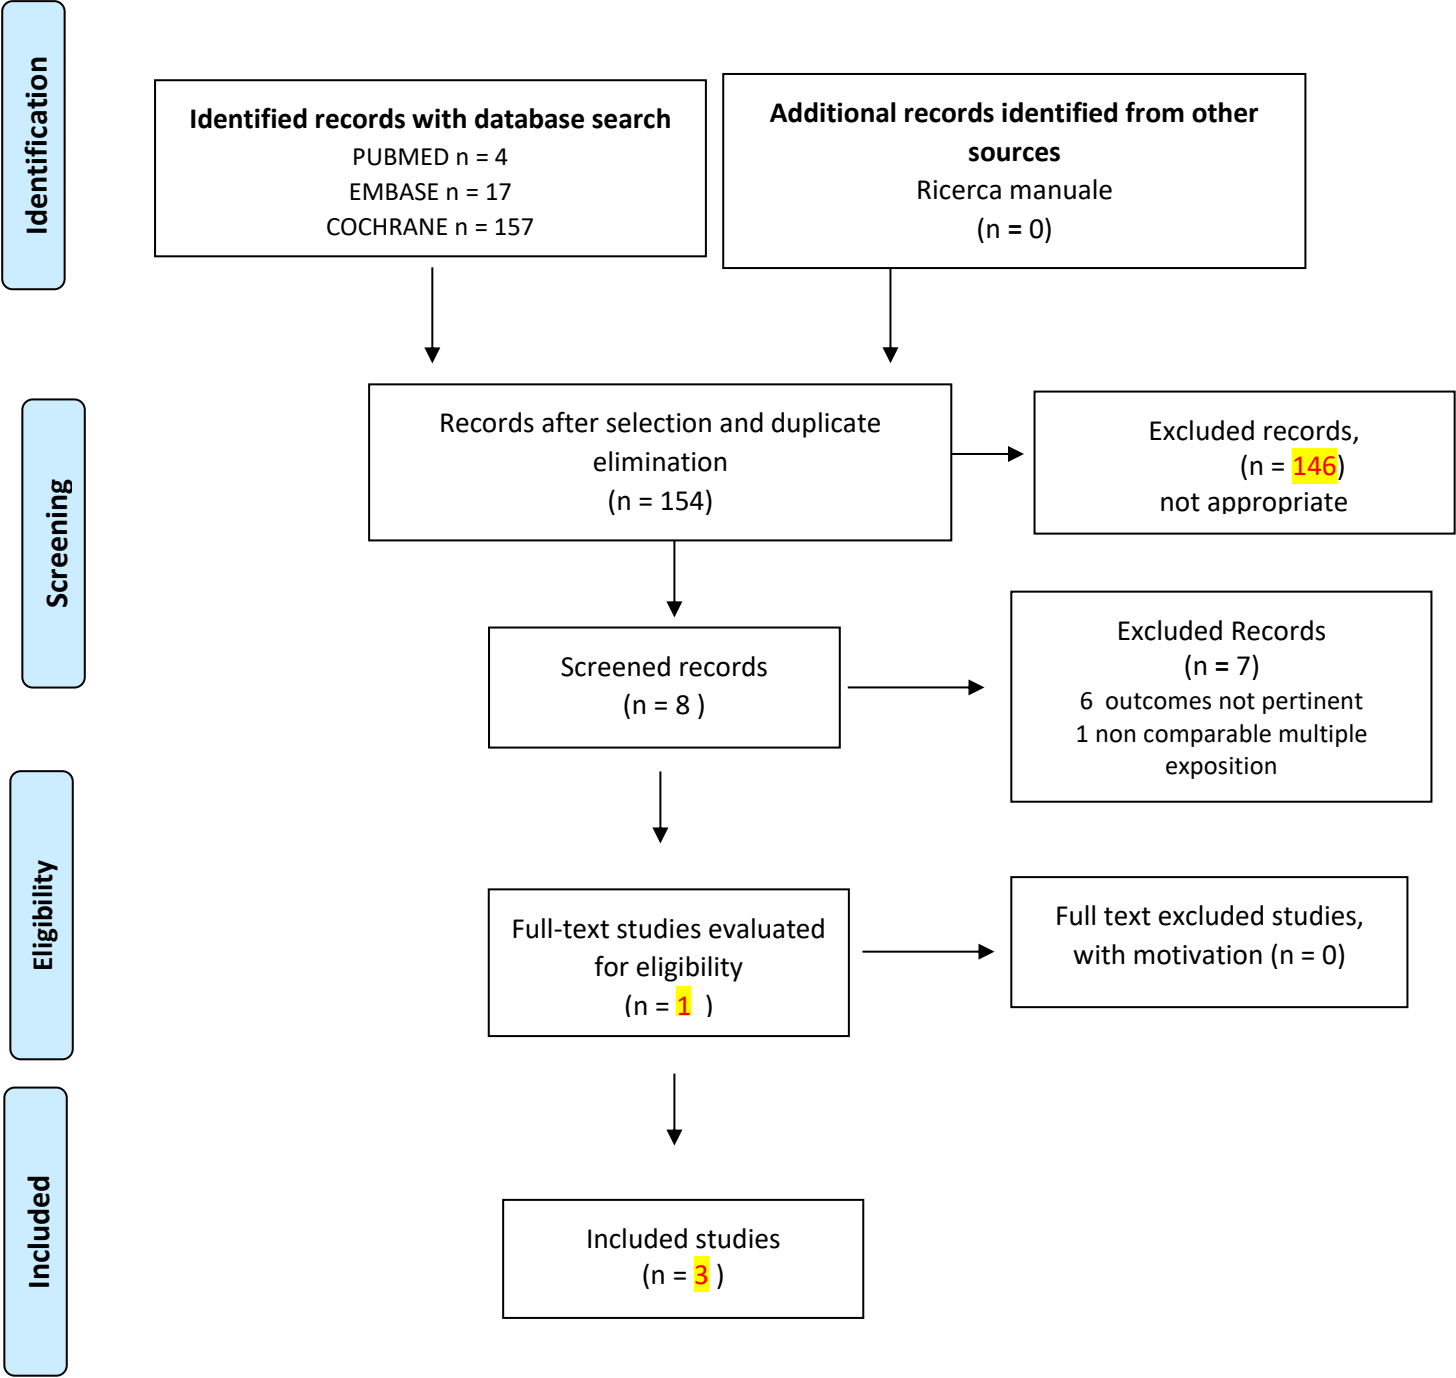 Identification
Identified records with database search
PUBMED n = 4
EMBASE n = 17
COCHRANE n = 157
Additional records identified from other
sources
Ricerca manuale
(n = 0)
Screening
Records after selection and duplicate
elimination
(n = 154)
Excluded records,
(n = 146)
not appropriate
Screened records
(n = 8 )
Excluded Records
(n = 7)
6 outcomes not pertinent
1 non comparable multiple
exposition
Eligibility
Full-text studies evaluated
for eligibility
(n = 1 )
Full text excluded studies,
with motivation (n = 0)
Included
Included studies
(n = 3 )